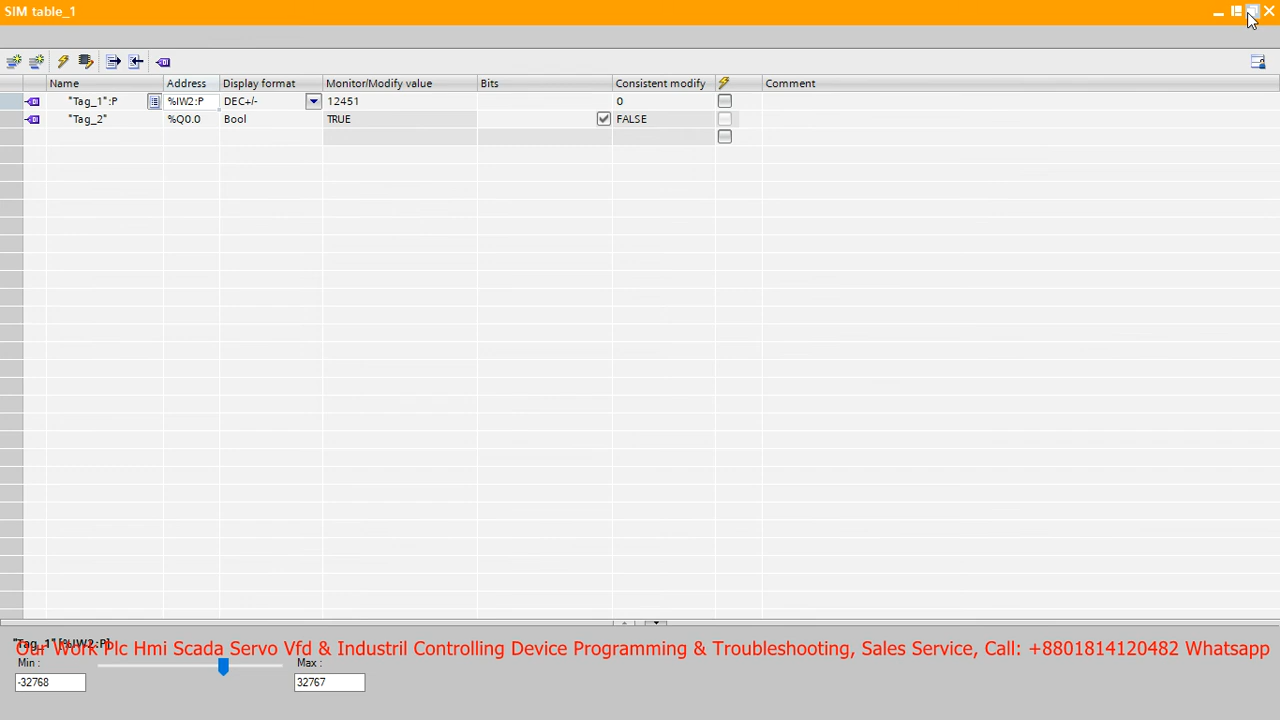 SIM table_1
Name Address Display format Monitor/Modify value Bits Consistent modify Comment
"Tag_1":P %IW2:P DEC+/- 12451 0
"Tag_2" %Q0.0 Bool TRUE FALSE
"Tag_1" [%IW2:P]
Our Work Plc Hmi Scada Servo Vfd & Industril Controlling Device Programming & Troubleshooting, Sales Service, Call: +8801814120482 Whatsapp
Min : Max :
-32768 32767